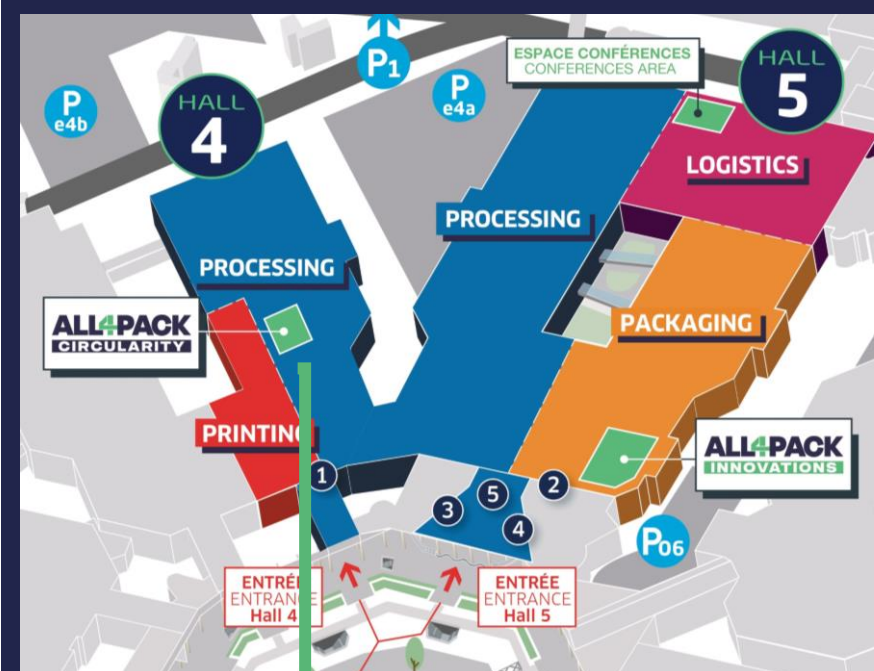 P1
ESPACE CONFÉRENCES
CONFERENCES AREA
HALL
5
P
e4b
HALL
4
P
e4a
LOGISTICS
PROCESSING
PROCESSING
ALL4PACK
CIRCULARITY
PACKAGING
PRINTING
ALL4PACK
INNOVATIONS
1
2
5
3
4
P06
ENTRÉE
ENTRANCE
Hall 4
ENTRÉE
ENTRANCE
Hall 5